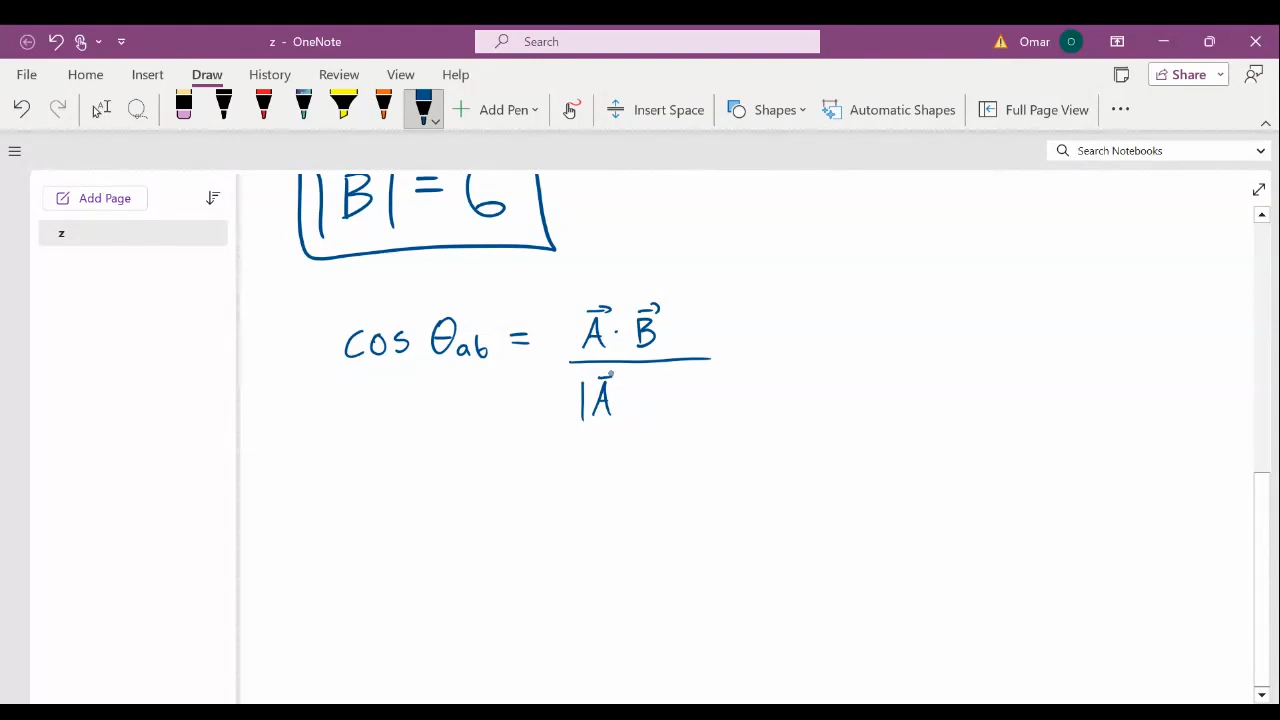 z - OneNote
Search
Omar
O
File Home Insert Draw History Review View Help
Share
Add Pen
Insert Space
Shapes
Automatic Shapes
Full Page View
Search Notebooks
Add Page
z
|B| = 6
cos θab = A⃗ · B⃗
|A⃗